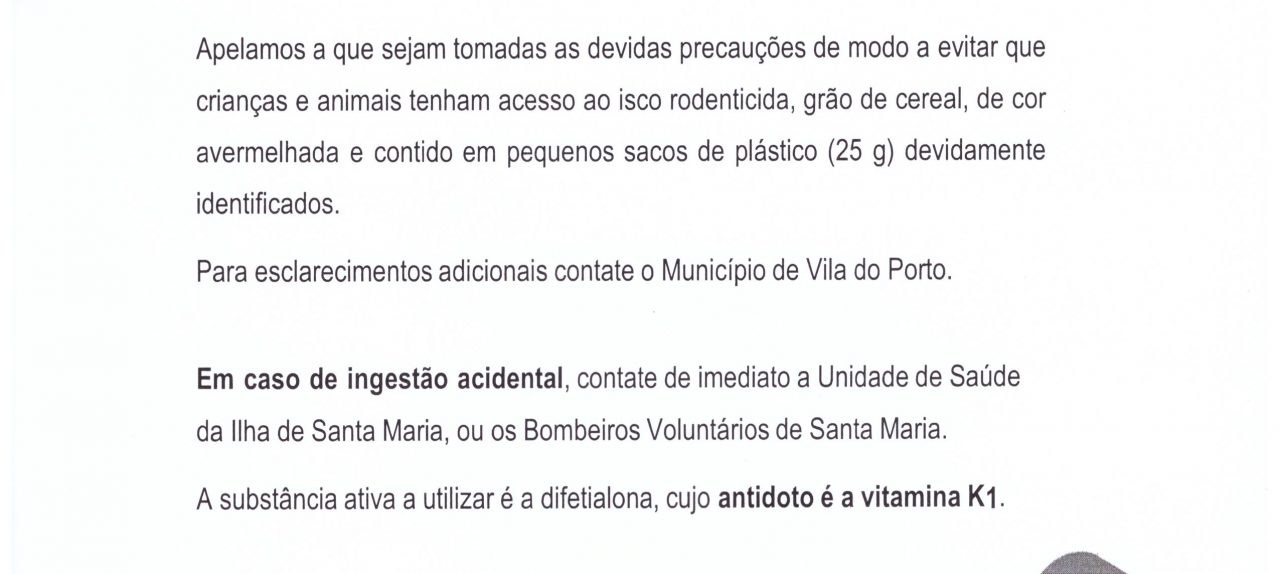 Apelamos a que sejam tomadas as devidas precauções de modo a evitar que
crianças e animais tenham acesso ao isco rodenticida, grão de cereal, de cor
avermelhada e contido em pequenos sacos de plástico (25 g) devidamente
identificados.
Para esclarecimentos adicionais contate o Município de Vila do Porto.
Em caso de ingestão acidental, contate de imediato a Unidade de Saúde
da Ilha de Santa Maria, ou os Bombeiros Voluntários de Santa Maria.
A substância ativa a utilizar é a difetialona, cujo antidoto é a vitamina K1.